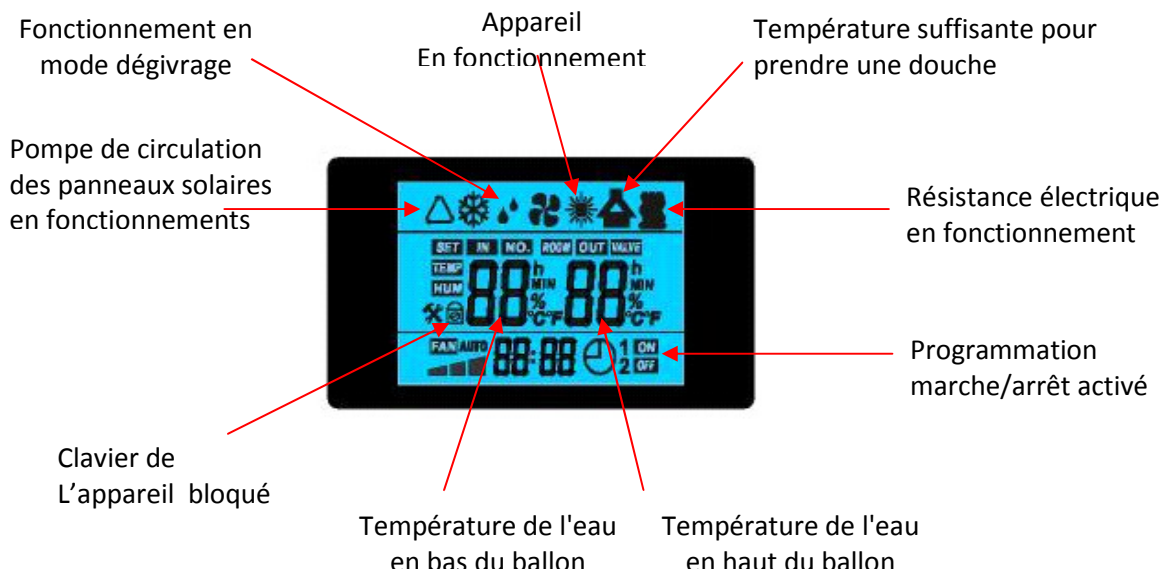 Fonctionnement en
mode dégivrage
Appareil
En fonctionnement
Température suffisante pour
prendre une douche
Pompe de circulation
des panneaux solaires
en fonctionnements
Résistance électrique
en fonctionnement
SET IN NO. ROOM OUT VALVE
TEMP
HUM
88 h MIN % °C°F
88 h MIN % °C°F
FAN AUTO 88:88 1 ON
2 OFF
Programmation
marche/arrêt activé
Clavier de
L'appareil bloqué
Température de l'eau
en bas du ballon
Température de l'eau
en haut du ballon